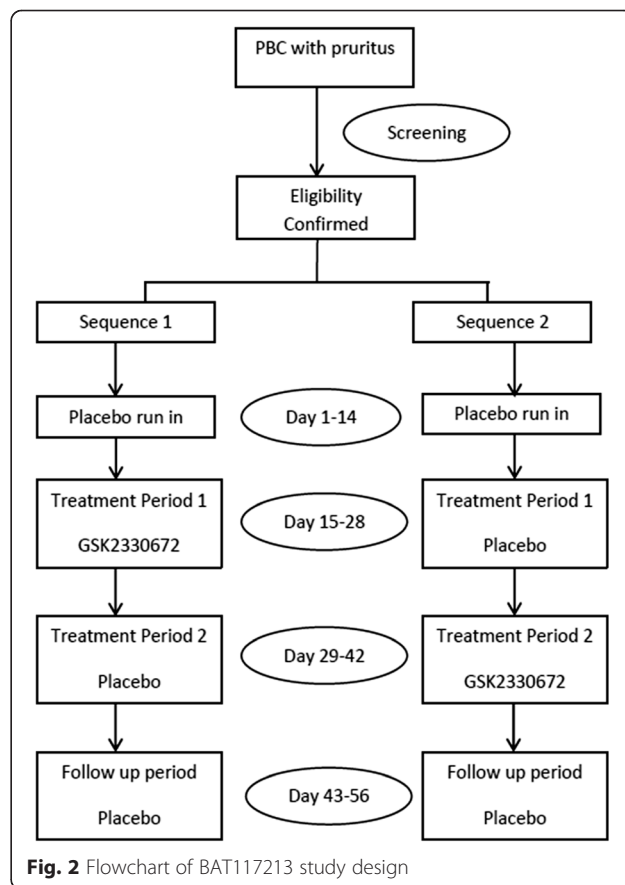 PBC with pruritus
Screening
Eligibility
Confirmed
Sequence 1
Sequence 2
Placebo run in
Day 1-14
Placebo run in
Treatment Period 1
GSK2330672
Day 15-28
Treatment Period 1
Placebo
Treatment Period 2
Placebo
Day 29-42
Treatment Period 2
GSK2330672
Follow up period
Placebo
Day 43-56
Follow up period
Placebo
Fig. 2 Flowchart of BAT117213 study design